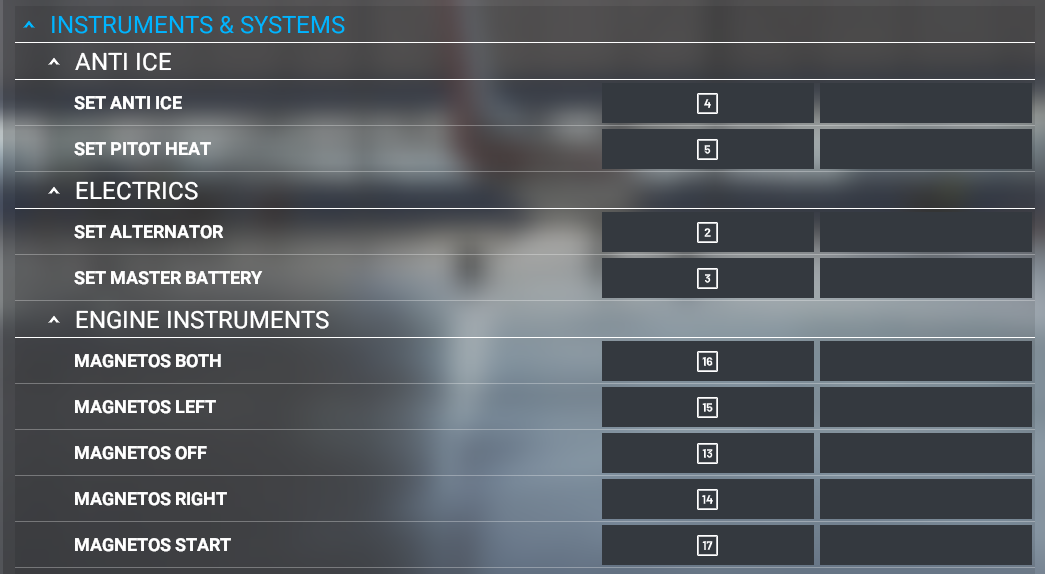 INSTRUMENTS & SYSTEMS
ANTI ICE
SET ANTI ICE 4
SET PITOT HEAT 5
ELECTRICS
SET ALTERNATOR 2
SET MASTER BATTERY 3
ENGINE INSTRUMENTS
MAGNETOS BOTH 16
MAGNETOS LEFT 15
MAGNETOS OFF 13
MAGNETOS RIGHT 14
MAGNETOS START 17